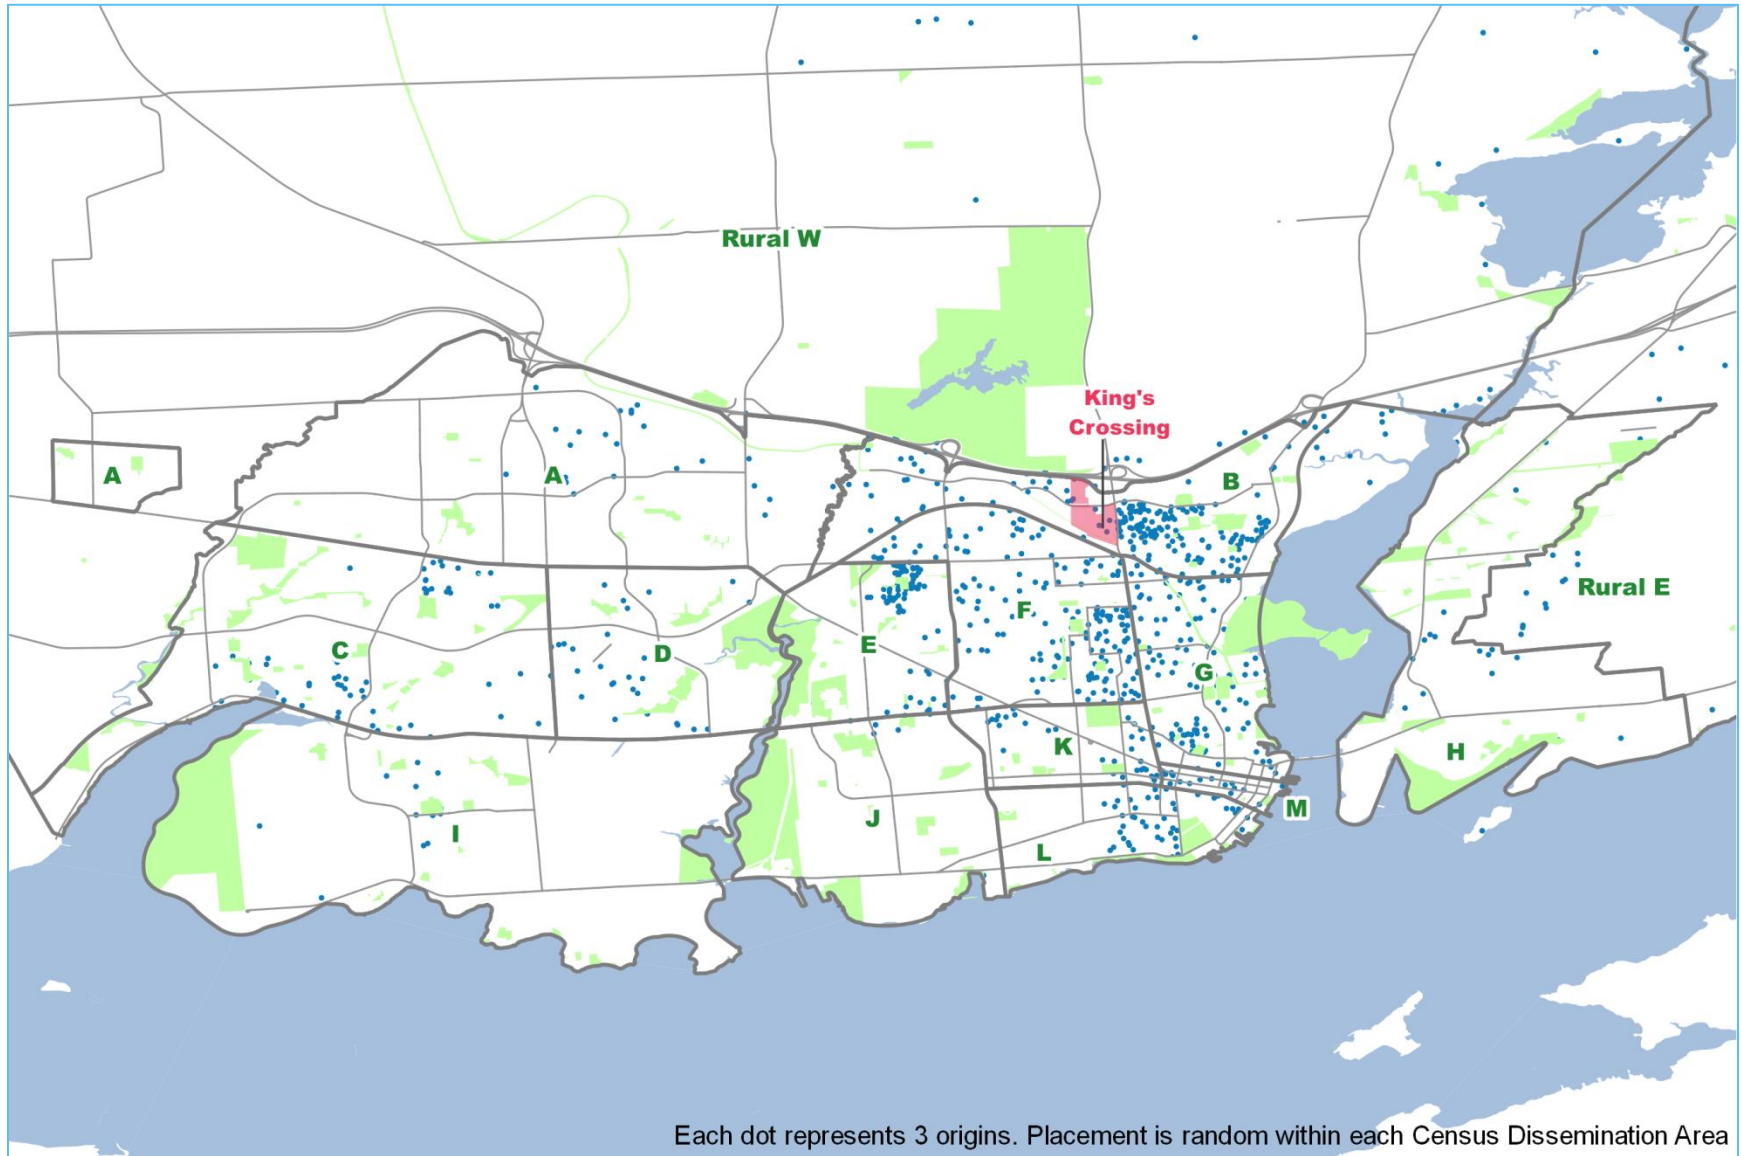 Rural W
King's
Crossing
A
A
B
Rural E
F
C
D
E
G
K
H
M
J
I
L
Each dot represents 3 origins. Placement is random within each Census Dissemination Area